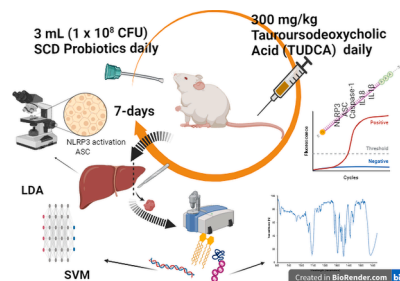 3 mL (1 x 10⁸ CFU)
SCD Probiotics daily
300 mg/kg
Tauroursodeoxycholic
Acid (TUDCA) daily
7-days
NLRP3 activation
ASC
NLRP3
ASC
Caspase-1
IL18
IL1β
Fluorescence
Positive
Threshold
Negative
Cycles
LDA
SVM
Created in BioRender.com